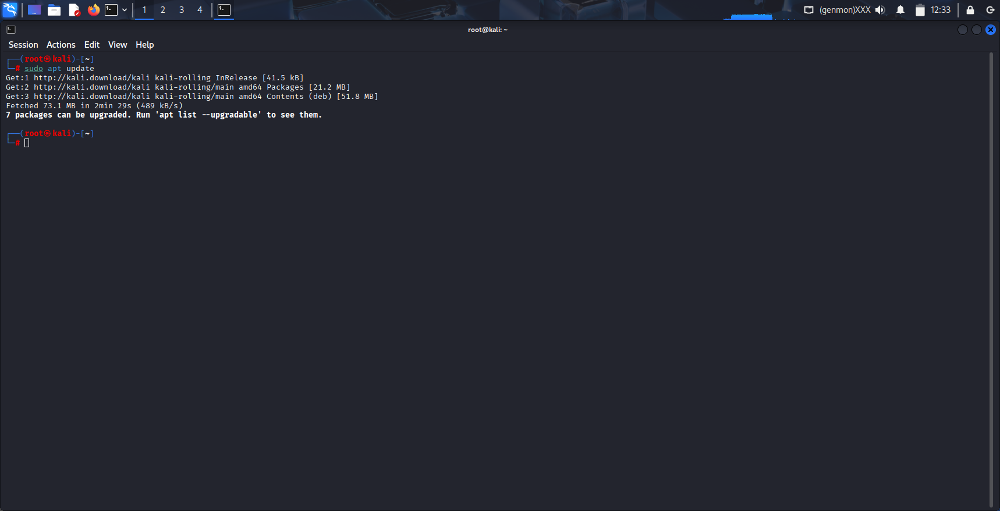 1 2 3 4 (genmon)XXX 12:33
root@kali: ~
Session Actions Edit View Help
┌──(root㉿kali)-[~]
└─# sudo apt update
Get:1 http://kali.download/kali kali-rolling InRelease [41.5 kB]
Get:2 http://kali.download/kali kali-rolling/main amd64 Packages [21.2 MB]
Get:3 http://kali.download/kali kali-rolling/main amd64 Contents (deb) [51.8 MB]
Fetched 73.1 MB in 2min 29s (489 kB/s)
7 packages can be upgraded. Run 'apt list --upgradable' to see them.
┌──(root㉿kali)-[~]
└─#